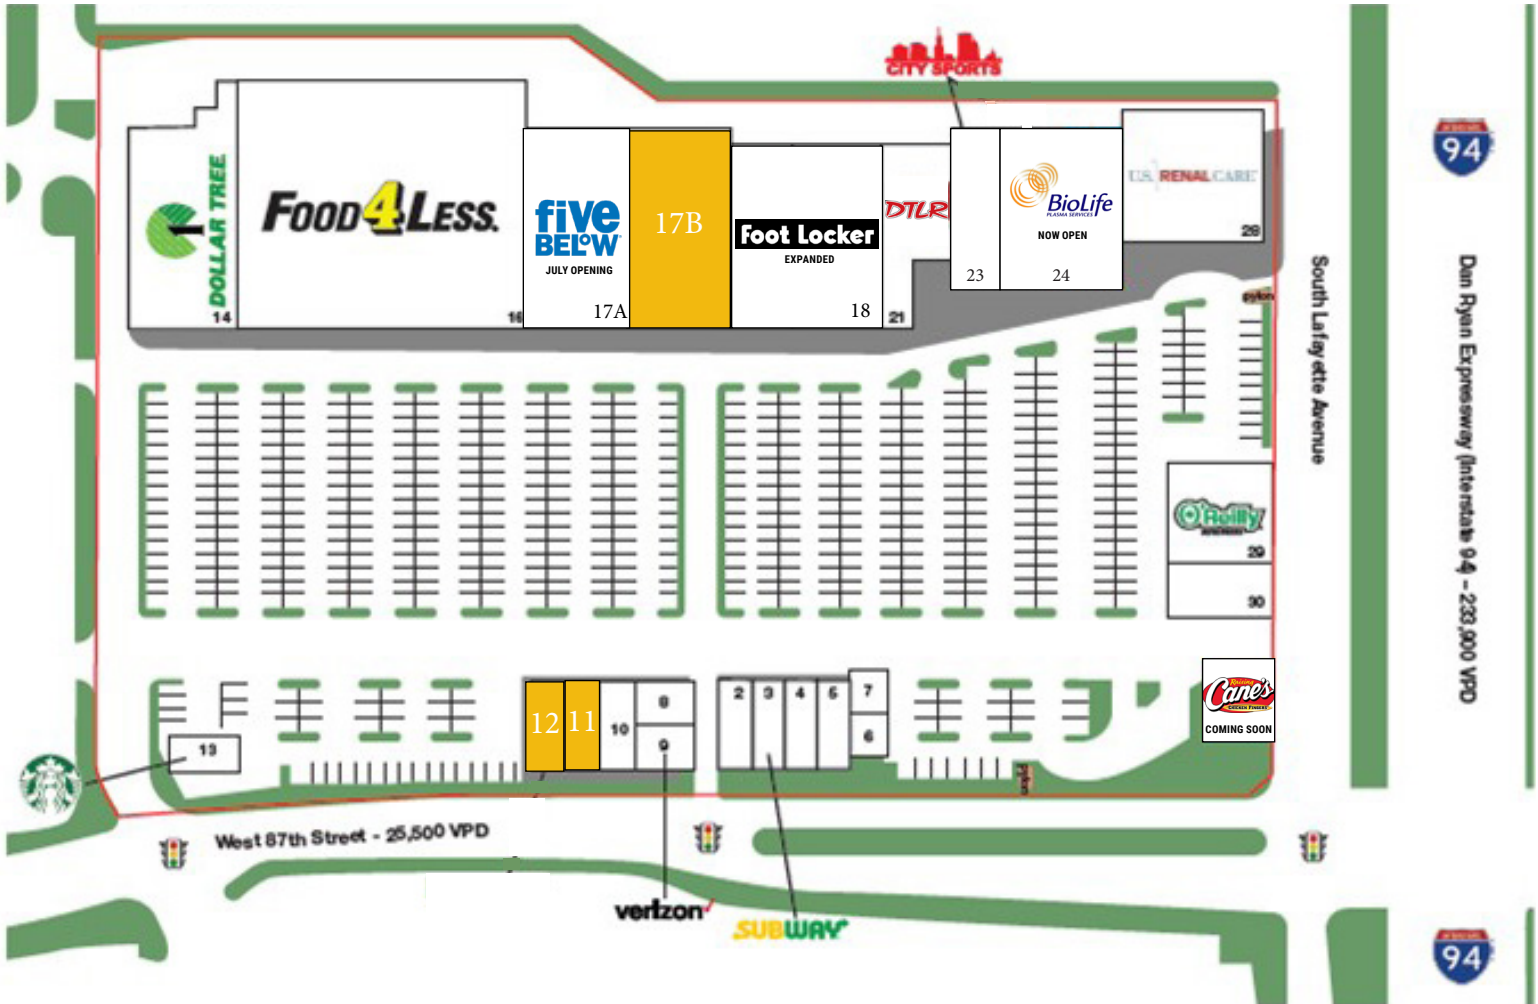 CITY SPORTS
94
1
DOLLAR TREE
14
FOOD4LESS.
16
five
BELOW
JULY OPENING
17A
17B
Foot Locker
EXPANDED
18
DTLR
21
23
BioLife
PLASMA SERVICES
NOW OPEN
24
U.S. RENAL CARE
28
pylon
South Lafayette Avenue
Dan Ryan Expressway (Interstate 94) - 233,900 VPD
O'Reilly
AUTO PARTS
29
30
Raising
Cane's
CHICKEN FINGERS
COMING SOON
13
12
11
10
8
9
2
3
4
5
7
6
pylon
West 87th Street - 25,500 VPD
verizon
SUBWAY
94